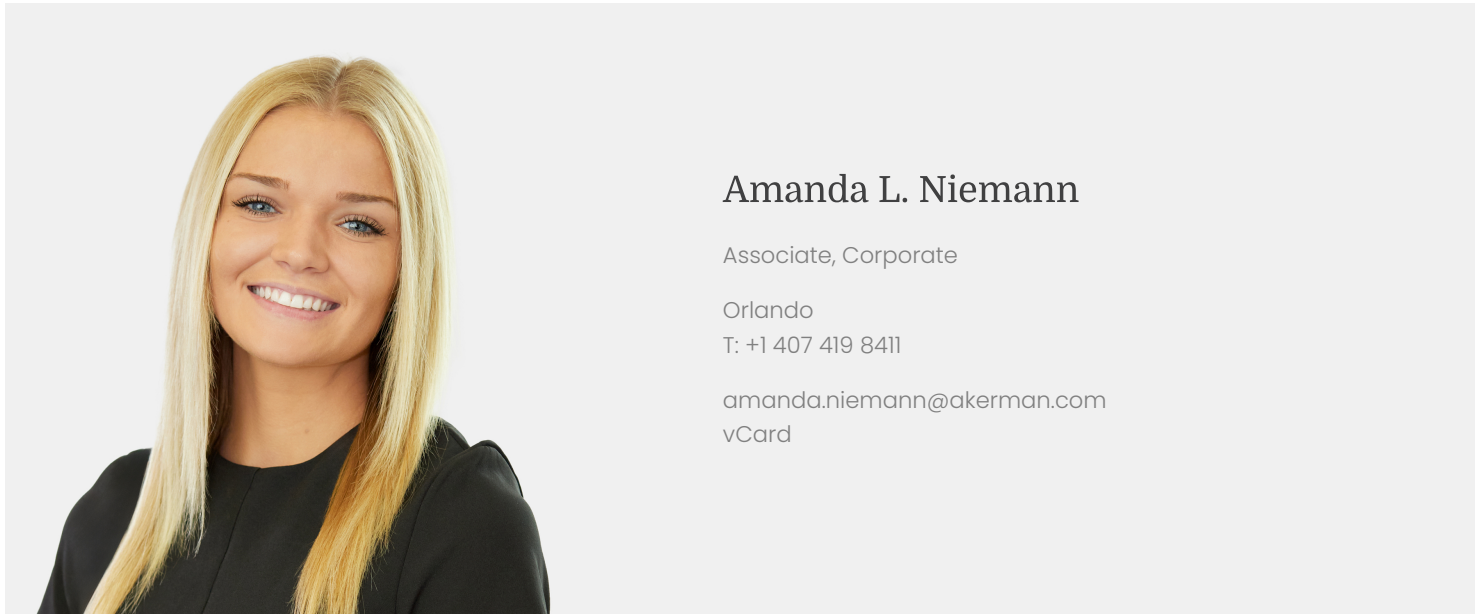 Amanda L. Niemann
Associate, Corporate
Orlando
T: +1 407 419 8411
amanda.niemann@akerman.com
vCard